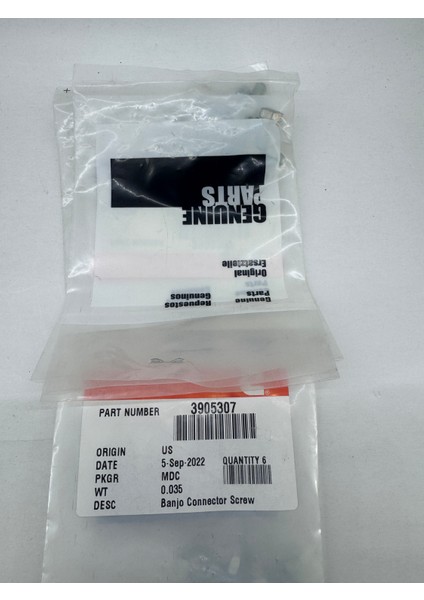 GENUINE
PARTS
Genuine
Parts
Original
Ersatzteile
Repuestos
Genuinos
PART NUMBER 3905307
ORIGIN US
DATE 5-Sep-2022 QUANTITY 6
PKGR MDC
WT 0.035
DESC Banjo Connector Screw